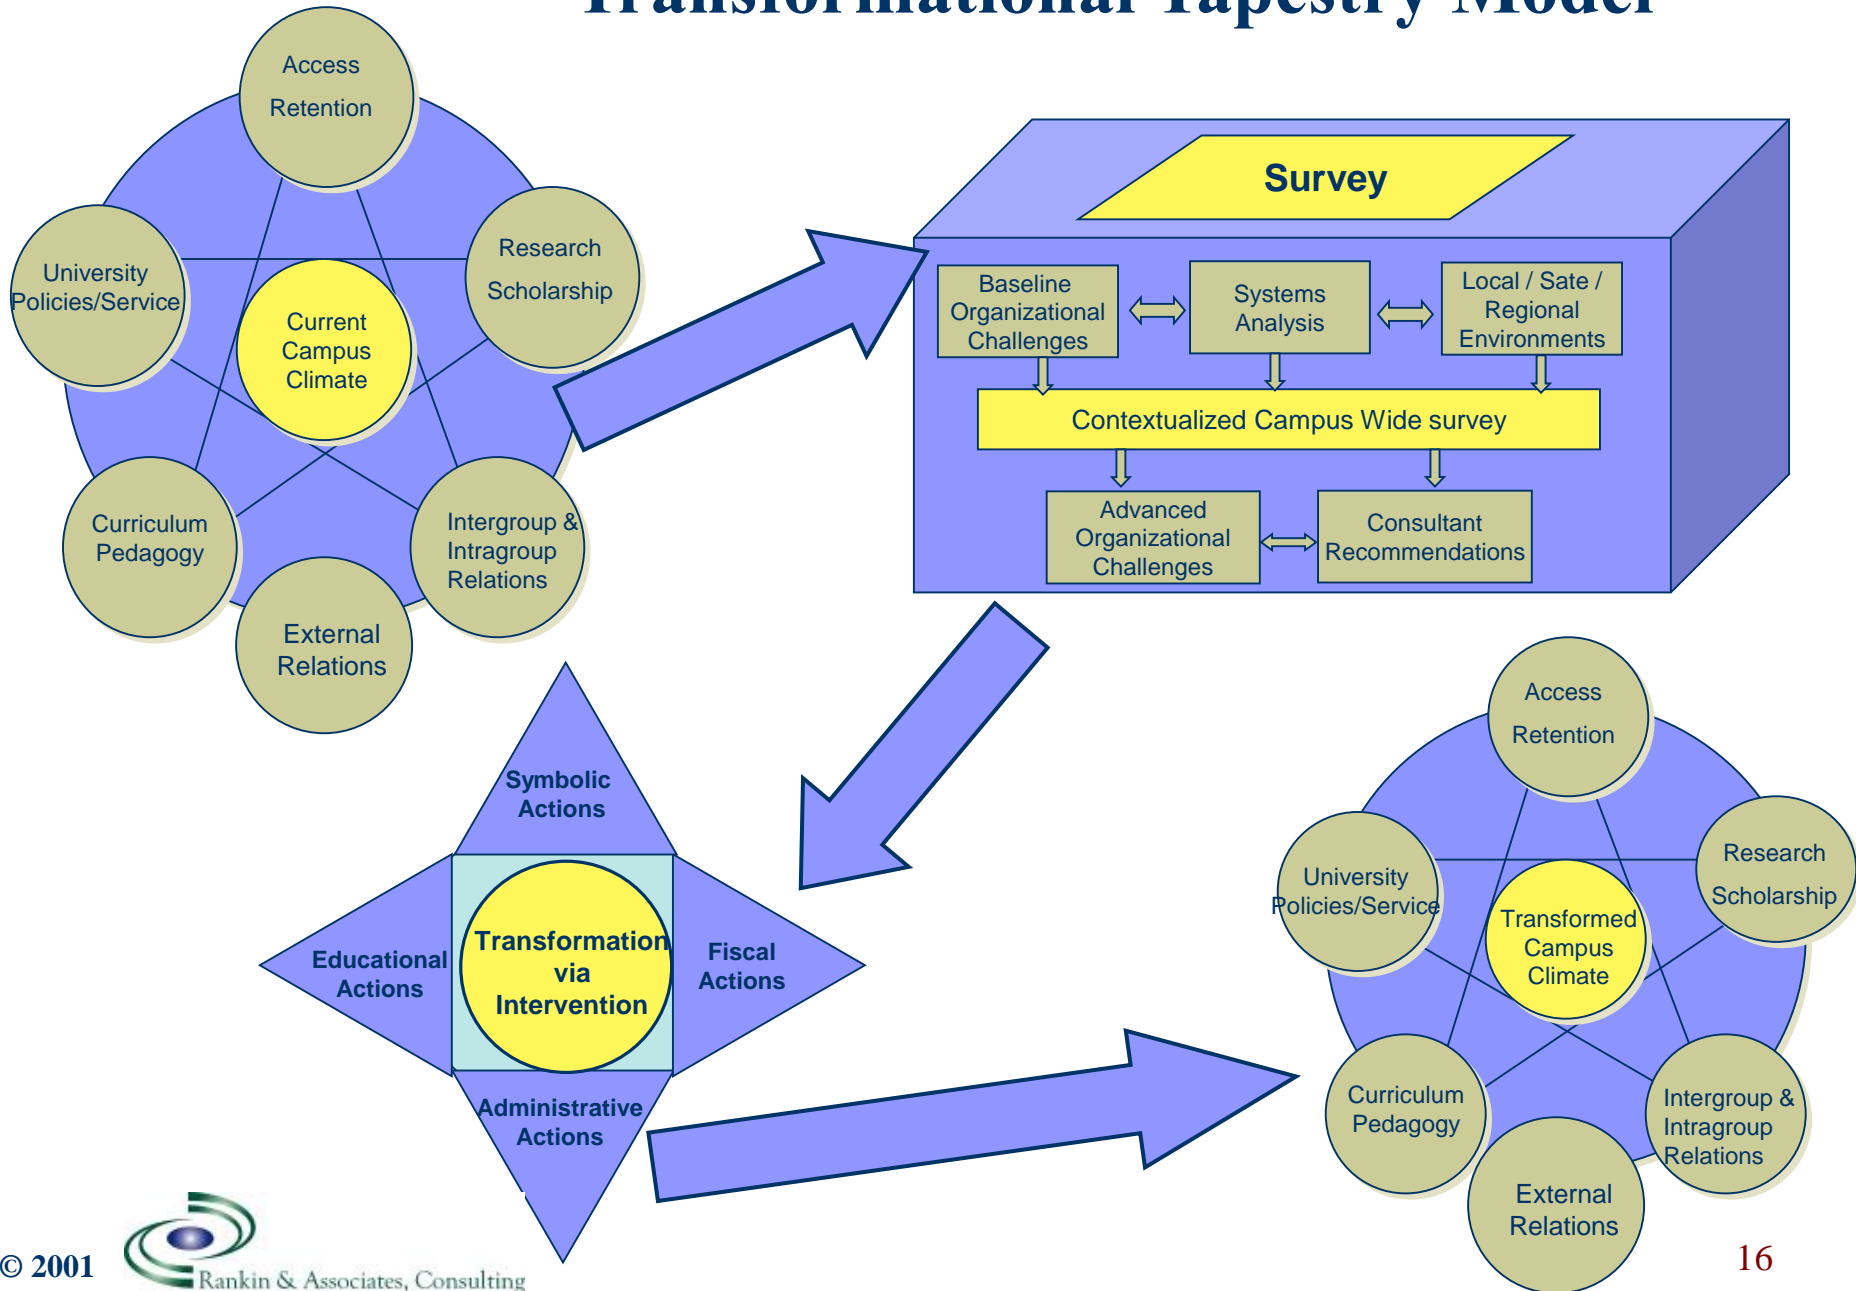 Transformational Tapestry Model
Access
Retention
University
Policies/Service
Research
Scholarship
Current
Campus
Climate
Curriculum
Pedagogy
Intergroup &
Intragroup
Relations
External
Relations
Survey
Baseline
Organizational
Challenges
Systems
Analysis
Local / Sate /
Regional
Environments
Contextualized Campus Wide survey
Advanced
Organizational
Challenges
Consultant
Recommendations
Symbolic
Actions
Educational
Actions
Transformation
via
Intervention
Fiscal
Actions
Administrative
Actions
Access
Retention
University
Policies/Service
Research
Scholarship
Transformed
Campus
Climate
Curriculum
Pedagogy
Intergroup &
Intragroup
Relations
External
Relations
© 2001
Rankin & Associates, Consulting
16